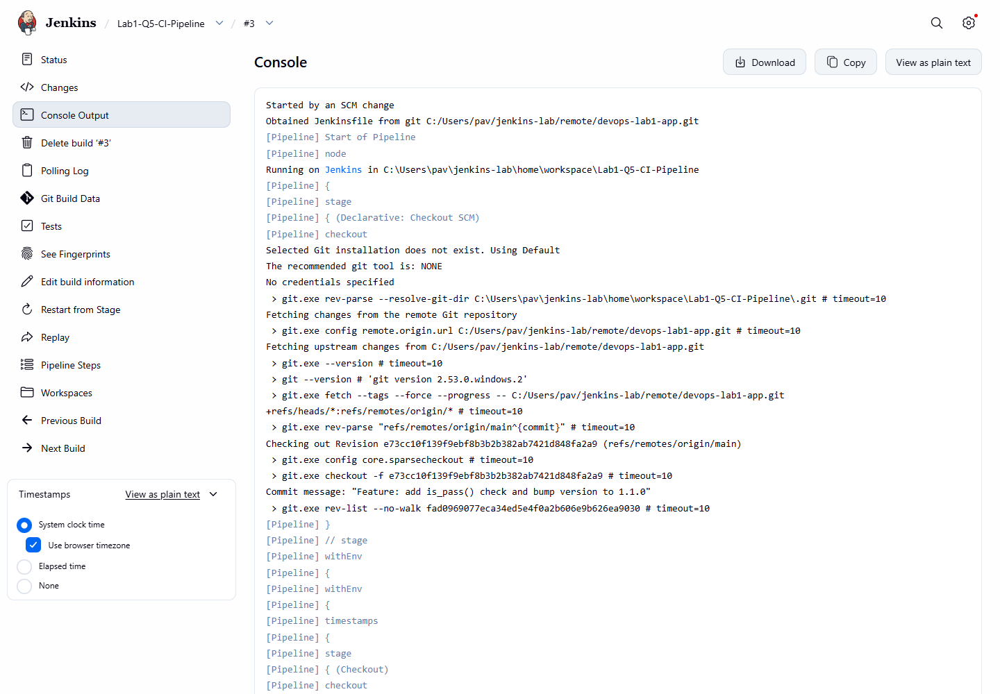 Jenkins / Lab1-Q5-CI-Pipeline / #3
Status
Changes
Console Output
Delete build ‘#3’
Polling Log
Git Build Data
Tests
See Fingerprints
Edit build information
Restart from Stage
Replay
Pipeline Steps
Workspaces
Previous Build
Next Build
Timestamps
View as plain text
System clock time
Use browser timezone
Elapsed time
None
Console
Download
Copy
View as plain text
Started by an SCM change
Obtained Jenkinsfile from git C:/Users/pav/jenkins-lab/remote/devops-lab1-app.git
[Pipeline] Start of Pipeline
[Pipeline] node
Running on Jenkins in C:\Users\pav\jenkins-lab\home\workspace\Lab1-Q5-CI-Pipeline
[Pipeline] {
[Pipeline] stage
[Pipeline] { (Declarative: Checkout SCM)
[Pipeline] checkout
Selected Git installation does not exist. Using Default
The recommended git tool is: NONE
No credentials specified
> git.exe rev-parse --resolve-git-dir C:\Users\pav\jenkins-lab\home\workspace\Lab1-Q5-CI-Pipeline\.git # timeout=10
Fetching changes from the remote Git repository
> git.exe config remote.origin.url C:/Users/pav/jenkins-lab/remote/devops-lab1-app.git # timeout=10
Fetching upstream changes from C:/Users/pav/jenkins-lab/remote/devops-lab1-app.git
> git.exe --version # timeout=10
> git --version # 'git version 2.53.0.windows.2'
> git.exe fetch --tags --force --progress -- C:/Users/pav/jenkins-lab/remote/devops-lab1-app.git
+refs/heads/*:refs/remotes/origin/* # timeout=10
> git.exe rev-parse "refs/remotes/origin/main^{commit}" # timeout=10
Checking out Revision e73cc10f139f9ebf8b3b2b382ab7421d848fa2a9 (refs/remotes/origin/main)
> git.exe config core.sparsecheckout # timeout=10
> git.exe checkout -f e73cc10f139f9ebf8b3b2b382ab7421d848fa2a9 # timeout=10
Commit message: "Feature: add is_pass() check and bump version to 1.1.0"
> git.exe rev-list --no-walk fad0969077eca34ed5e4f0a2b606e9b626ea9030 # timeout=10
[Pipeline] }
[Pipeline] // stage
[Pipeline] withEnv
[Pipeline] {
[Pipeline] withEnv
[Pipeline] {
[Pipeline] timestamps
[Pipeline] {
[Pipeline] stage
[Pipeline] { (Checkout)
[Pipeline] checkout